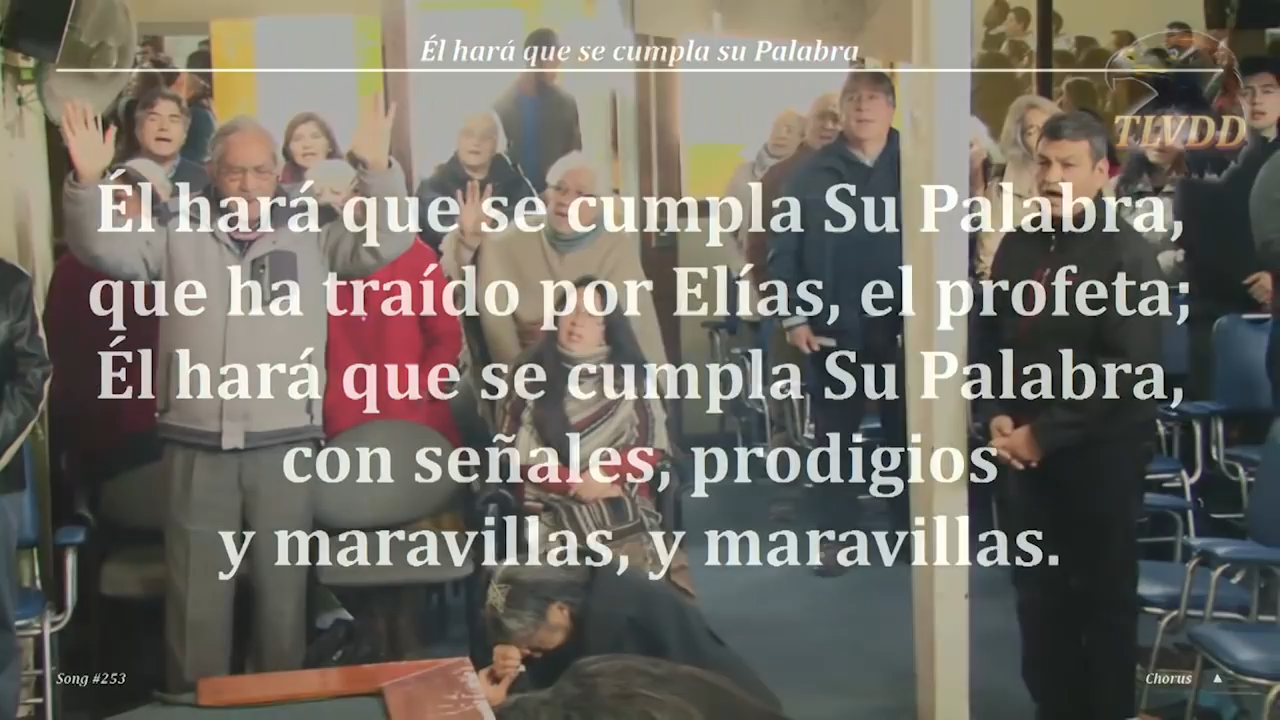 Él hará que se cumpla su Palabra
TLVDD
Él hará que se cumpla Su Palabra,
que ha traído por Elías, el profeta;
Él hará que se cumpla Su Palabra,
con señales, prodigios
y maravillas, y maravillas.
Song #253
Chorus